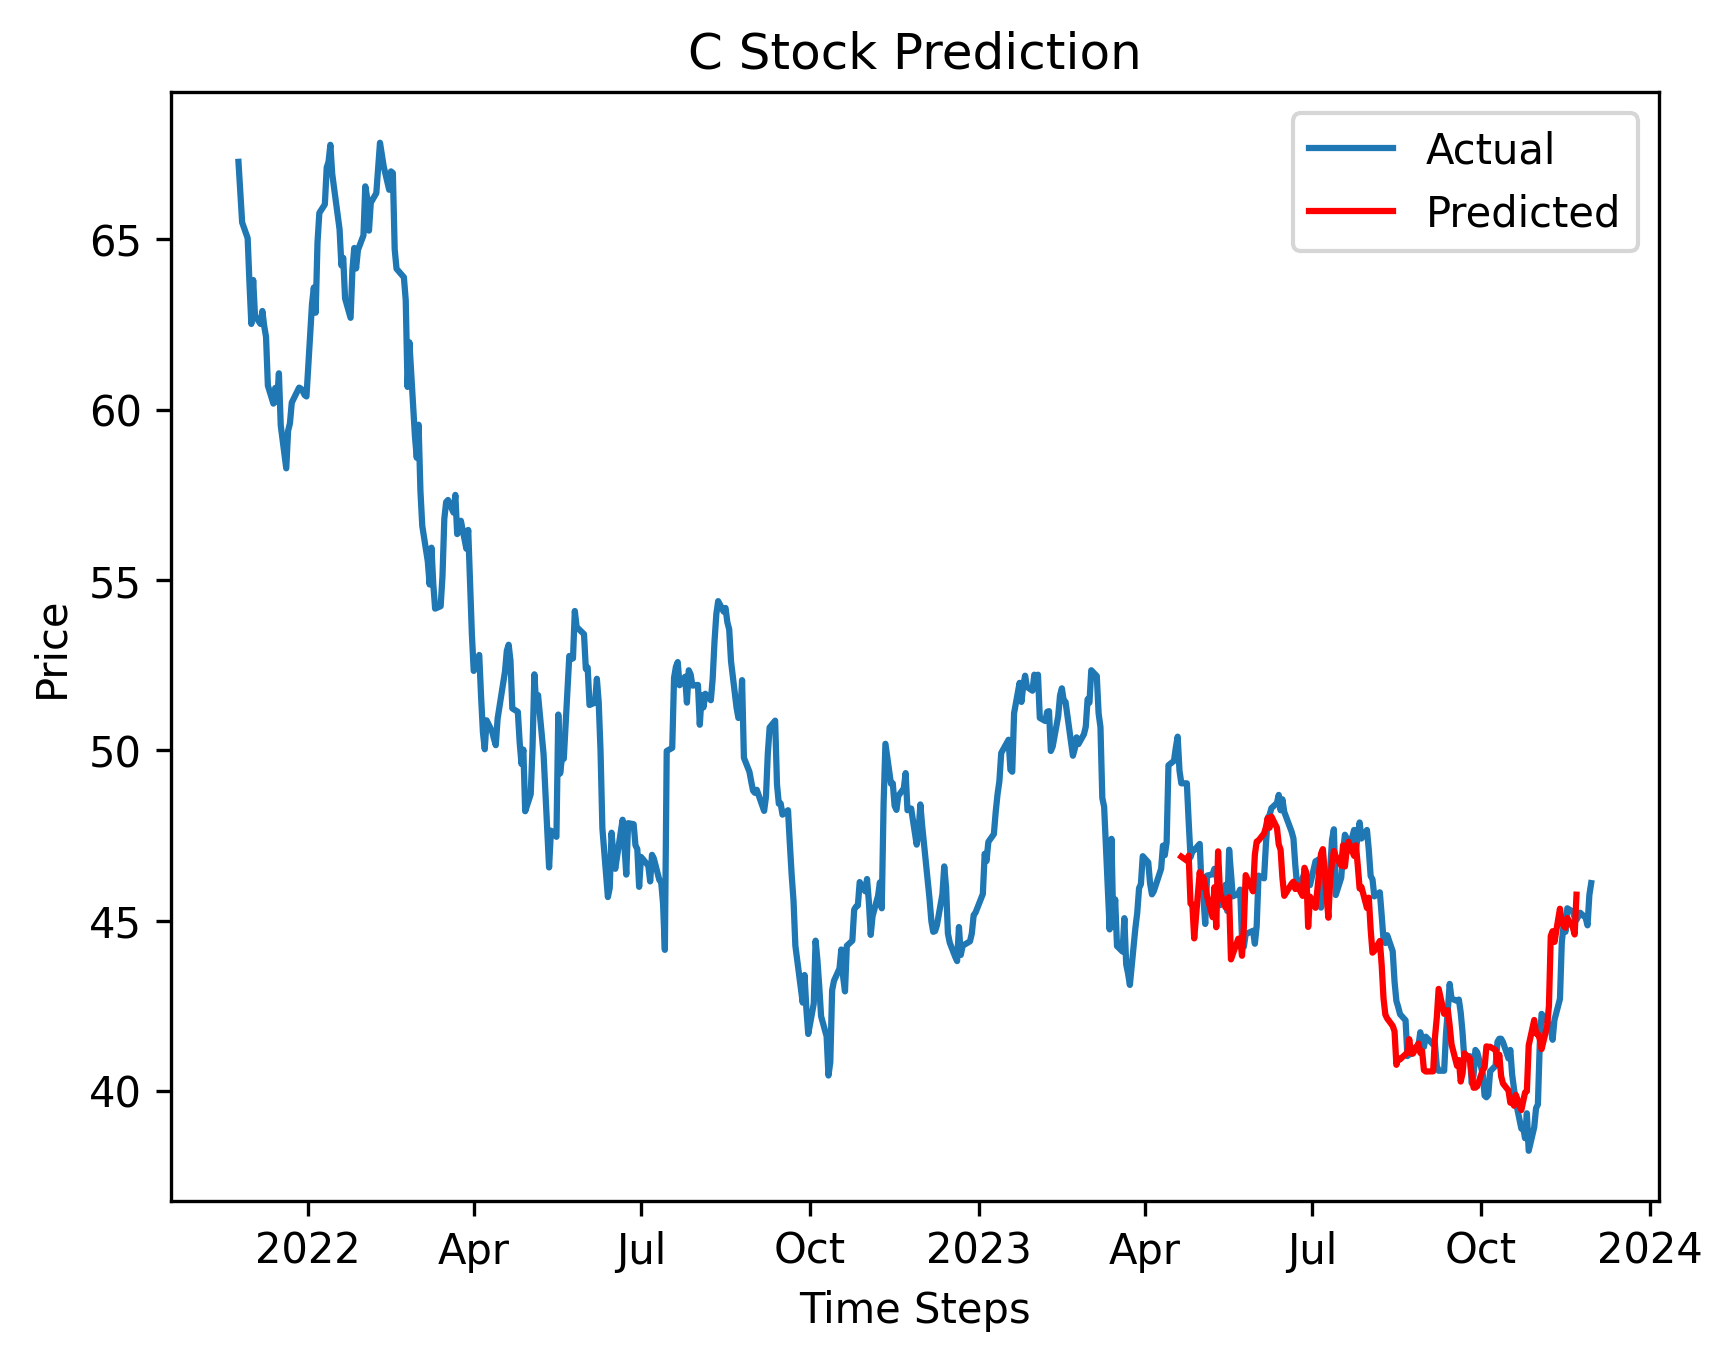 C Stock Prediction
Actual
Predicted
Price
65
60
55
50
45
40
2022 Apr Jul Oct 2023 Apr Jul Oct 2024
Time Steps